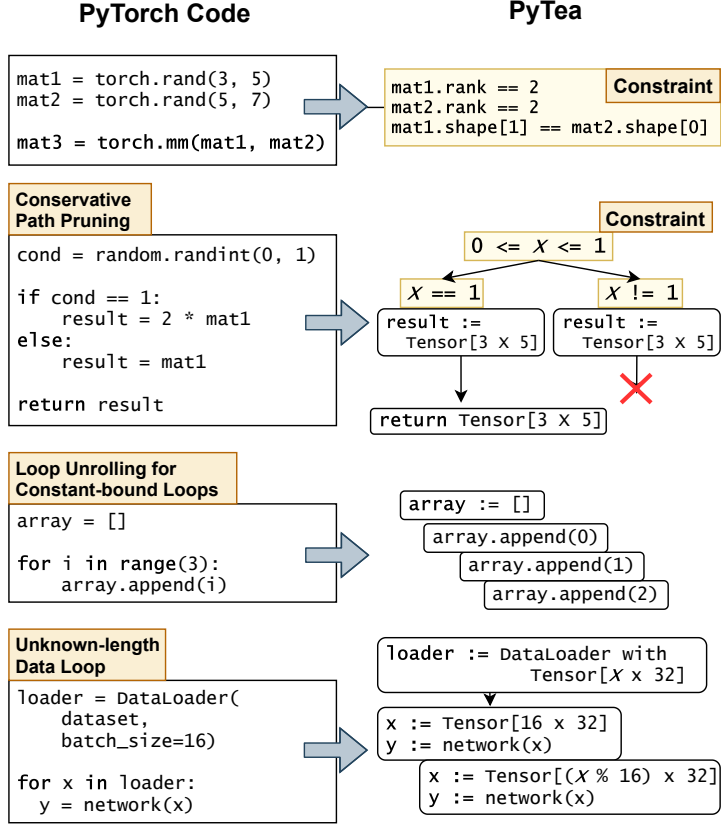 PyTorch Code
PyTea
mat1 = torch.rand(3, 5)
mat2 = torch.rand(5, 7)
mat3 = torch.mm(mat1, mat2)
Constraint
mat1.rank == 2
mat2.rank == 2
mat1.shape[1] == mat2.shape[0]
Conservative
Path Pruning
cond = random.randint(0, 1)
if cond == 1:
    result = 2 * mat1
else:
    result = mat1
return result
Constraint
0 <= X <= 1
X == 1
X != 1
result :=
Tensor[3 X 5]
result :=
Tensor[3 X 5]
return Tensor[3 X 5]
Loop Unrolling for
Constant-bound Loops
array = []
for i in range(3):
    array.append(i)
array := []
array.append(0)
array.append(1)
array.append(2)
Unknown-length
Data Loop
loader = DataLoader(
    dataset,
    batch_size=16)
for x in loader:
  y = network(x)
loader := DataLoader with
Tensor[X x 32]
x := Tensor[16 x 32]
y := network(x)
x := Tensor[(X % 16) x 32]
y := network(x)